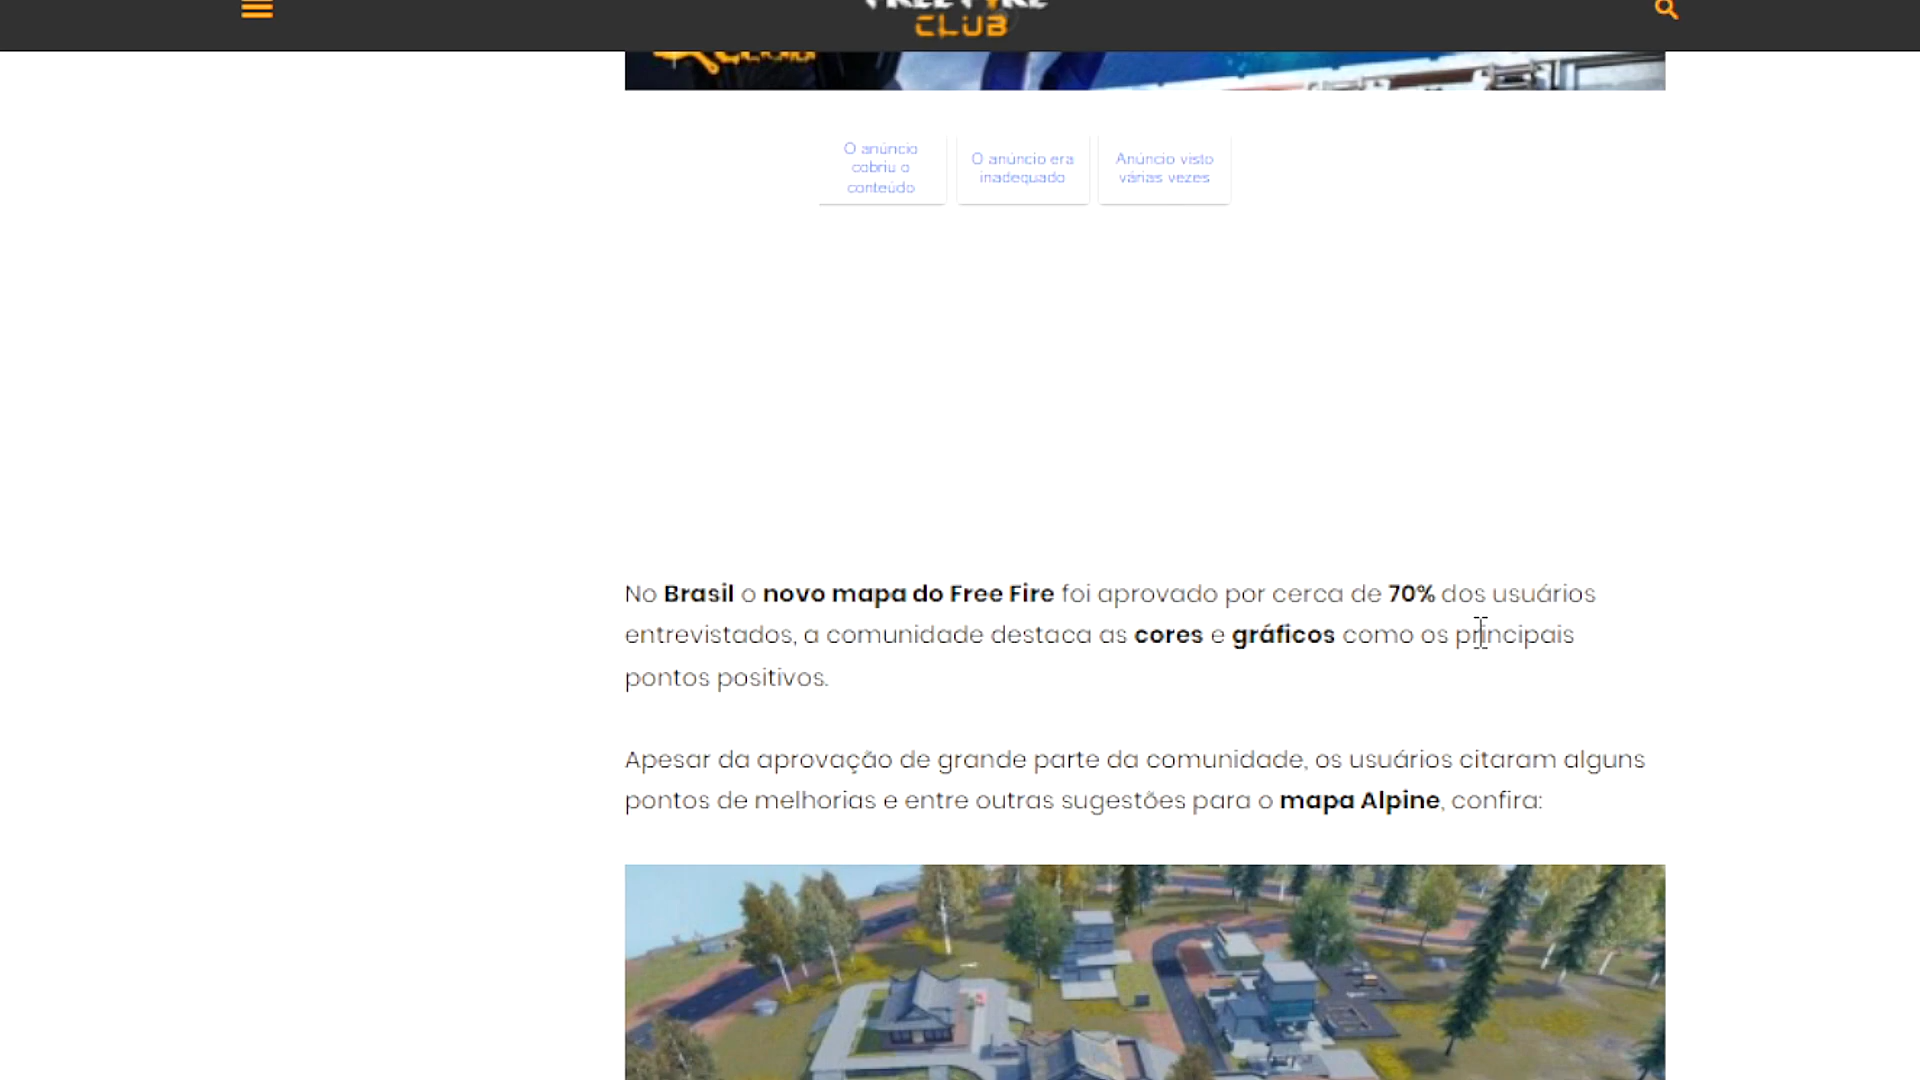 CLUB
O anúncio
cobriu o
conteúdo
O anúncio era
inadequado
Anúncio visto
várias vezes
No Brasil o novo mapa do Free Fire foi aprovado por cerca de 70% dos usuários
entrevistados, a comunidade destaca as cores e gráficos como os principais
pontos positivos.
Apesar da aprovação de grande parte da comunidade, os usuários citaram alguns
pontos de melhorias e entre outras sugestões para o mapa Alpine, confira: